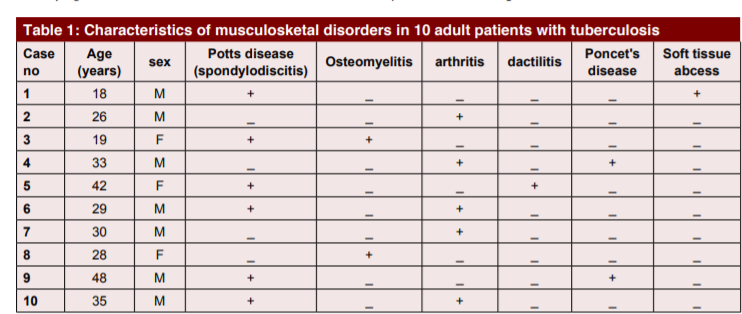 Table 1: Characteristics of musculosketal disorders in 10 adult patients with tuberculosis
Case no Age (years) sex Potts disease (spondylodiscitis) Osteomyelitis arthritis dactilitis Poncet's disease Soft tissue abcess
1 18 M + _ _ _ _ +
2 26 M _ _ + _ _ _
3 19 F + + _ _ _ _
4 33 M _ _ + _ + _
5 42 F + _ _ + _ _
6 29 M + _ + _ _ _
7 30 M _ _ + _ _ _
8 28 F _ + _ _ _ _
9 48 M + _ _ _ + _
10 35 M + _ + _ _ _